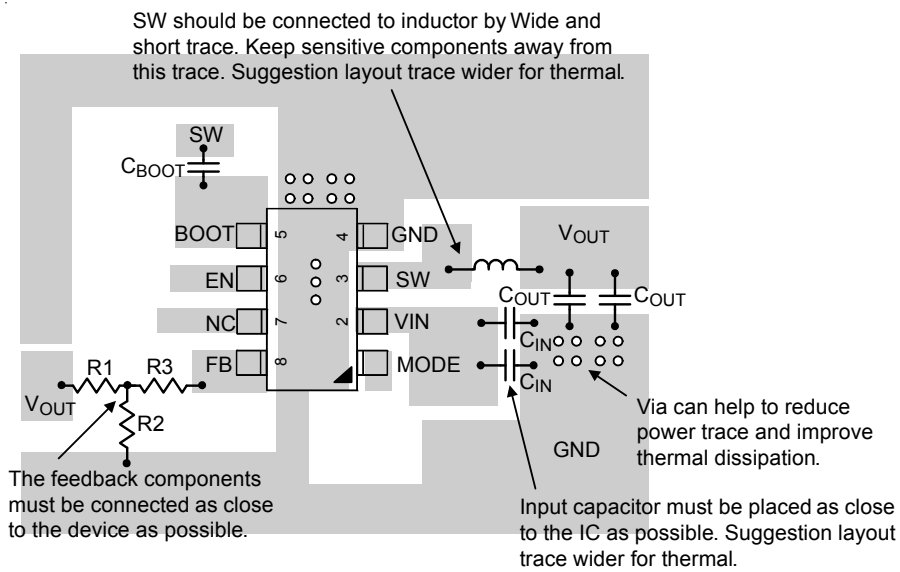 SW should be connected to inductor by Wide and
short trace. Keep sensitive components away from
this trace. Suggestion layout trace wider for thermal.
SW
CBOOT
BOOT
5
4
GND
VOUT
EN
6
3
SW
COUT
COUT
NC
7
2
VIN
CIN
FB
8
MODE
CIN
R1
R3
VOUT
R2
Via can help to reduce
power trace and improve
thermal dissipation.
GND
The feedback components
must be connected as close
to the device as possible.
Input capacitor must be placed as close
to the IC as possible. Suggestion layout
trace wider for thermal.